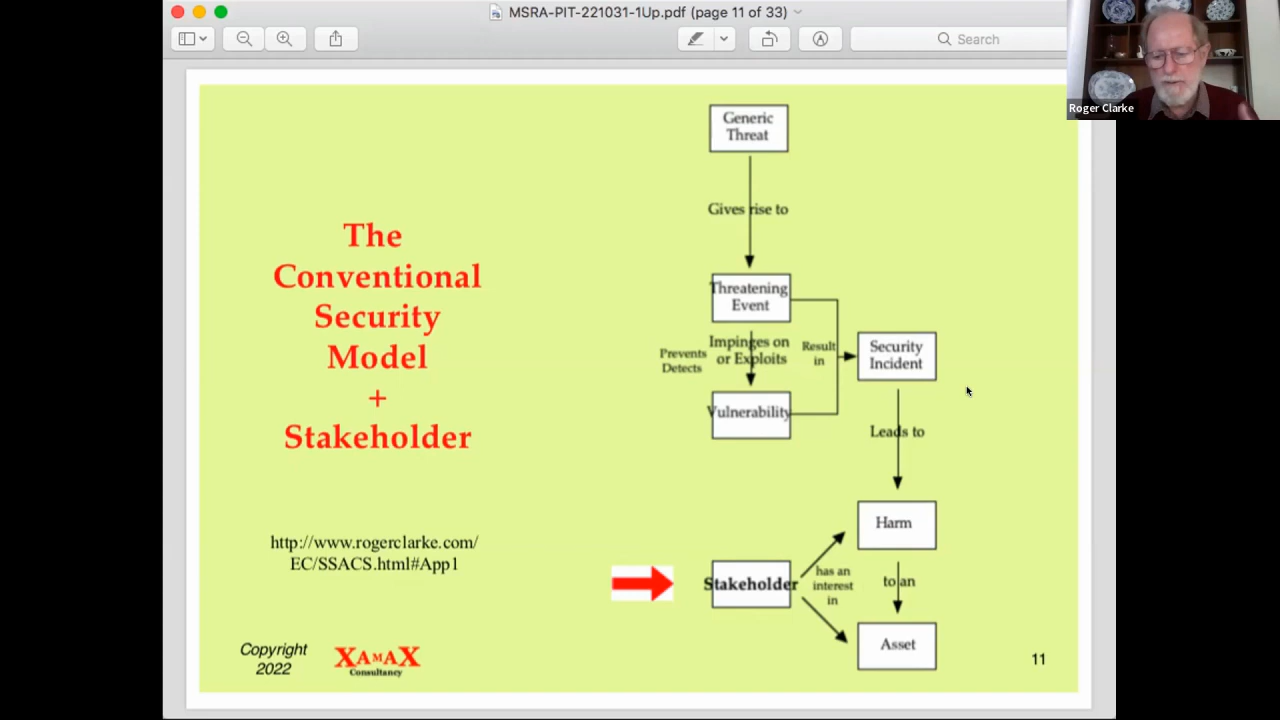 MSRA-PIT-221031-1Up.pdf (page 11 of 33)
Search
Roger Clarke
Generic
Threat
Gives rise to
The
Conventional
Security
Model
+
Stakeholder
Threatening
Event
Impinges on
or Exploits
Prevents
Detects
Result
in
Security
Incident
Vulnerability
Leads to
Harm
http://www.rogerclarke.com/
EC/SSACS.html#App1
Stakeholder
has an
interest
in
to an
Asset
Copyright
2022
XAMAX
Consultancy
11